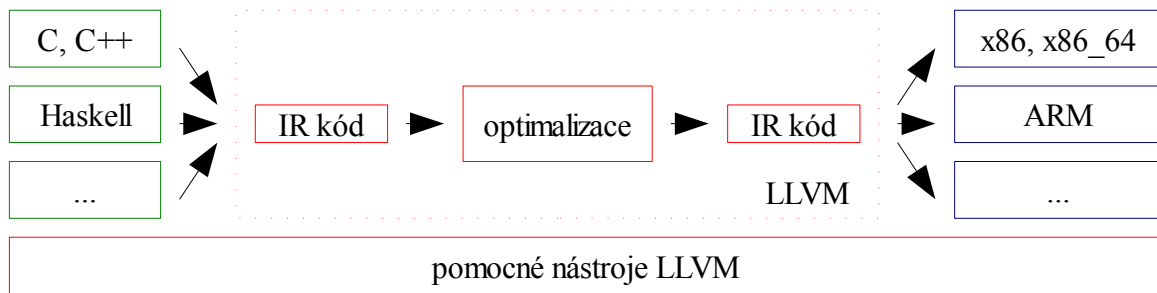 C, C++
x86, x86_64
Haskell
IR kód
optimalizace
IR kód
ARM
...
LLVM
...
pomocné nástroje LLVM